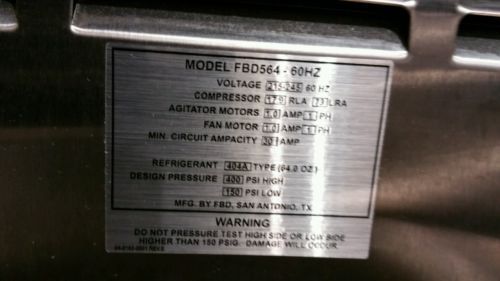 MODEL FBD564 - 60HZ
VOLTAGE 215-245 60 HZ
COMPRESSOR 17.9 RLA 73 LRA
AGITATOR MOTORS 1.0 AMP 1 PH
FAN MOTOR 1.0 AMP 1 PH
MIN. CIRCUIT AMPACITY 30 AMP
REFRIGERANT 404A TYPE (64.0 OZ)
DESIGN PRESSURE 400 PSI HIGH
150 PSI LOW
MFG. BY FBD, SAN ANTONIO, TX
WARNING
DO NOT PRESSURE TEST HIGH SIDE OR LOW SIDE
HIGHER THAN 150 PSIG. DAMAGE WILL OCCUR